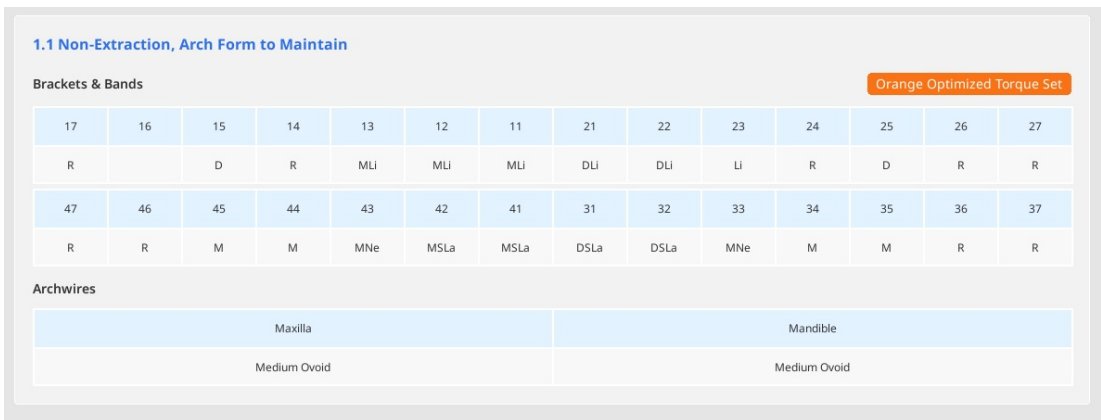 1.1 Non-Extraction, Arch Form to Maintain
Brackets & Bands Orange Optimized Torque Set
17 16 15 14 13 12 11 21 22 23 24 25 26 27
R D R MLi MLi MLi DLi DLi Li R D R R
47 46 45 44 43 42 41 31 32 33 34 35 36 37
R R M M MNe MSLa MSLa DSLa DSLa MNe M M R R
Archwires
Maxilla Mandible
Medium Ovoid Medium Ovoid